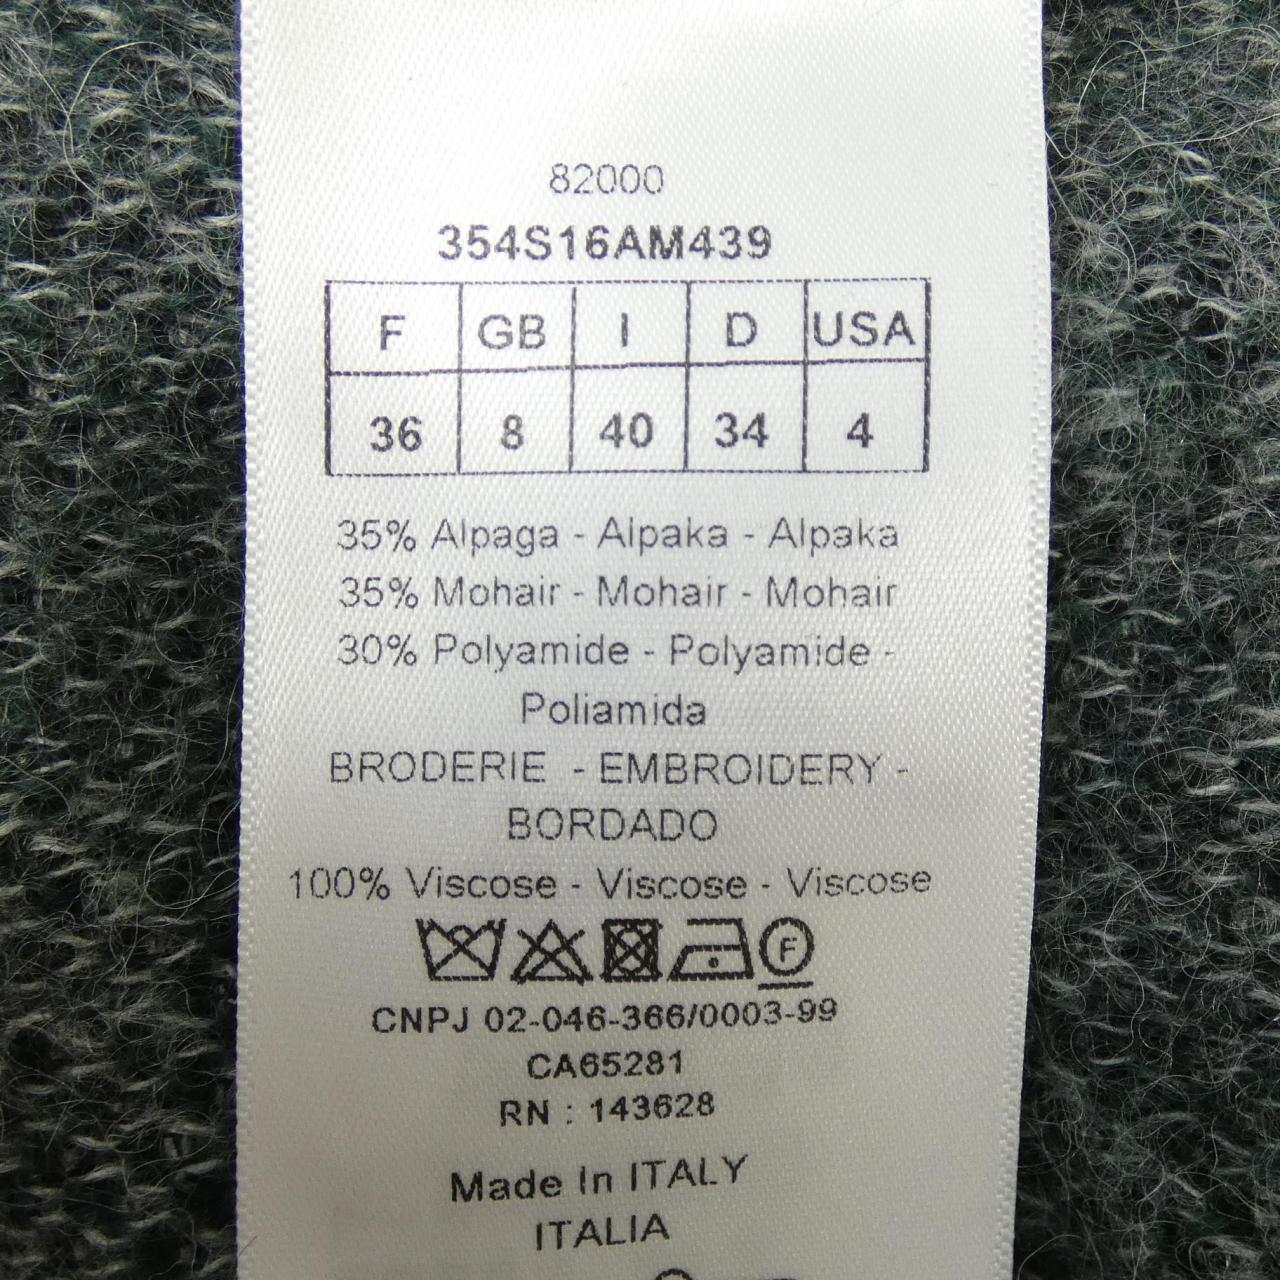 82000
354S16AM439
F GB I D USA
36 8 40 34 4
35% Alpaga - Alpaka - Alpaka
35% Mohair - Mohair - Mohair
30% Polyamide - Polyamide -
Poliamida
BRODERIE - EMBROIDERY -
BORDADO
100% Viscose - Viscose - Viscose
F
CNPJ 02-046-366/0003-99
CA65281
RN : 143628
Made In ITALY
ITALIA